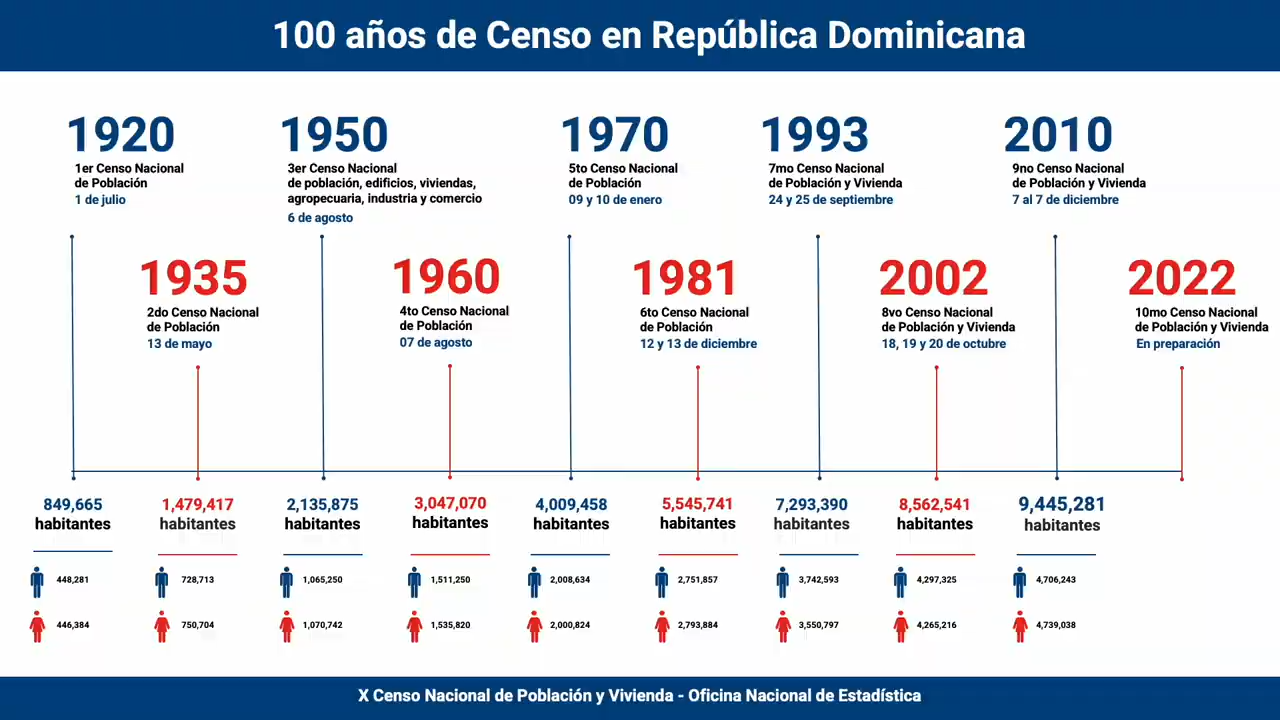 100 años de Censo en República Dominicana
1920
1er Censo Nacional
de Población
1 de julio
1950
3er Censo Nacional
de población, edificios, viviendas,
agropecuaria, industria y comercio
6 de agosto
1970
5to Censo Nacional
de Población
09 y 10 de enero
1993
7mo Censo Nacional
de Población y Vivienda
24 y 25 de septiembre
2010
9no Censo Nacional
de Población y Vivienda
7 al 7 de diciembre
1935
2do Censo Nacional
de Población
13 de mayo
1960
4to Censo Nacional
de Población
07 de agosto
1981
6to Censo Nacional
de Población
12 y 13 de diciembre
2002
8vo Censo Nacional
de Población y Vivienda
18, 19 y 20 de octubre
2022
10mo Censo Nacional
de Población y Vivienda
En preparación
849,665
habitantes
448,281
446,384
1,479,417
habitantes
728,713
750,704
2,135,875
habitantes
1,065,250
1,070,742
3,047,070
habitantes
1,511,250
1,535,820
4,009,458
habitantes
2,008,634
2,000,824
5,545,741
habitantes
2,751,857
2,793,884
7,293,390
habitantes
3,742,593
3,550,797
8,562,541
habitantes
4,297,325
4,265,216
9,445,281
habitantes
4,706,243
4,739,038
X Censo Nacional de Población y Vivienda - Oficina Nacional de Estadística